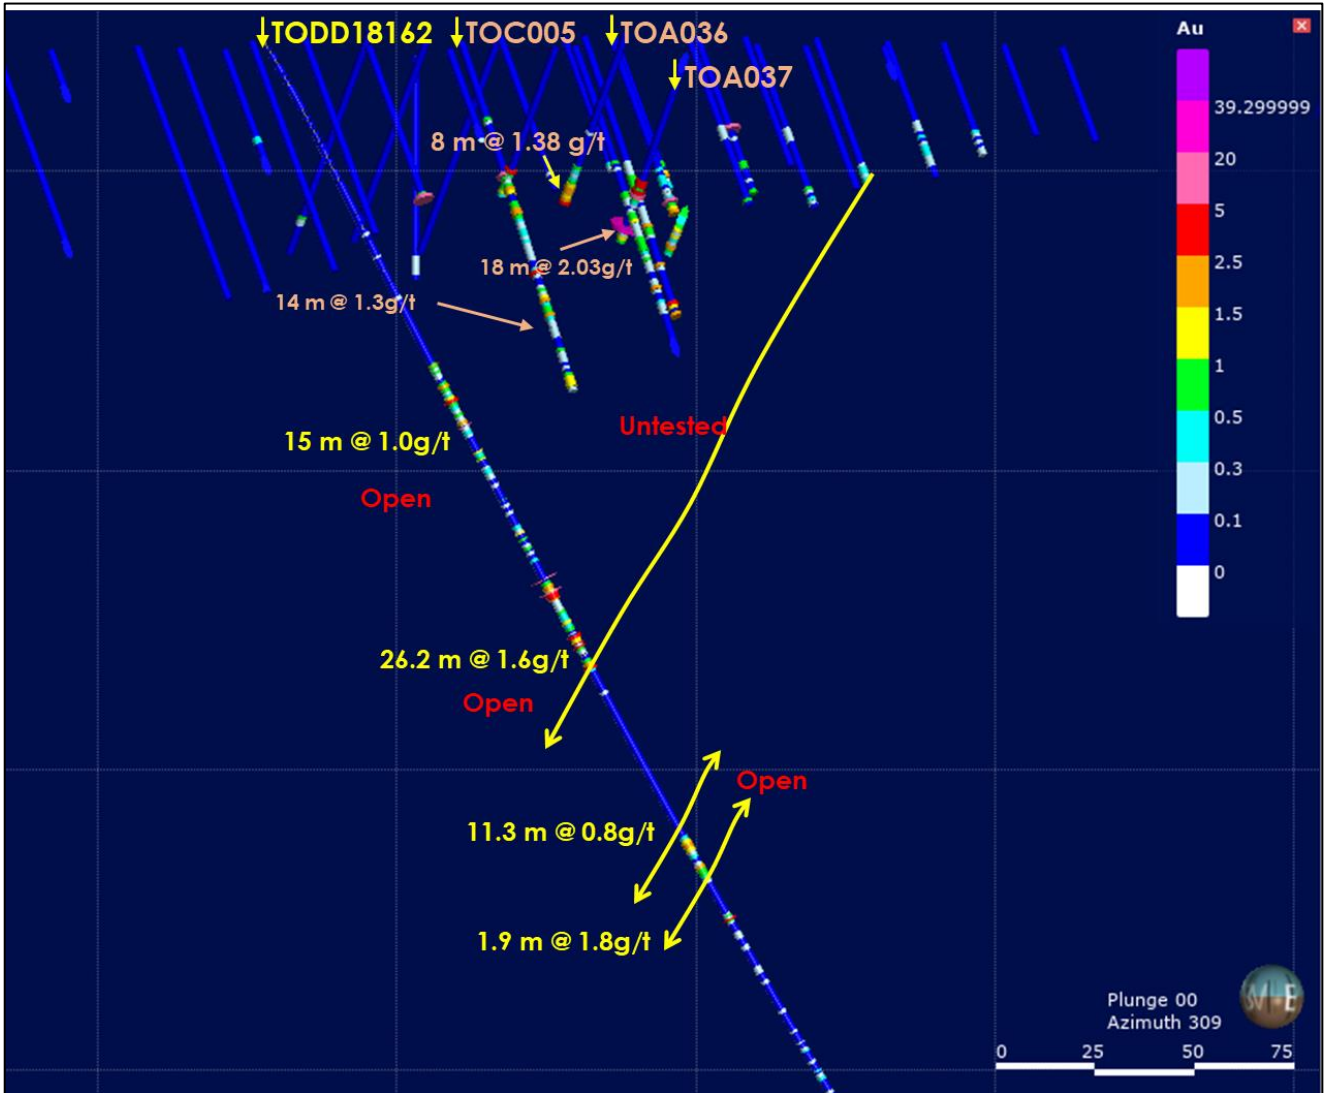 ↓TODD18162
↓TOC005
↓TOA036
↓TOA037
Au
39.299999
20
5
2.5
1.5
1
0.5
0.3
0.1
0
8 m @ 1.38 g/t
18 m @ 2.03g/t
14 m @ 1.3g/t
Untested
15 m @ 1.0g/t
Open
26.2 m @ 1.6g/t
Open
Open
11.3 m @ 0.8g/t
1.9 m @ 1.8g/t
Plunge 00
Azimuth 309
0 25 50 75